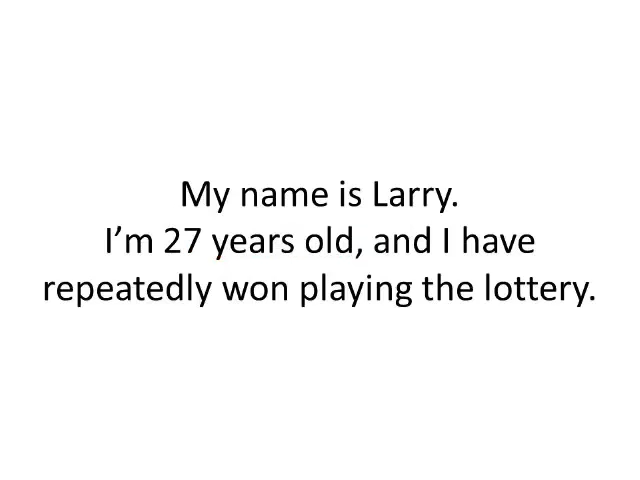 My name is Larry.
I’m 27 years old, and I have
repeatedly won playing the lottery.